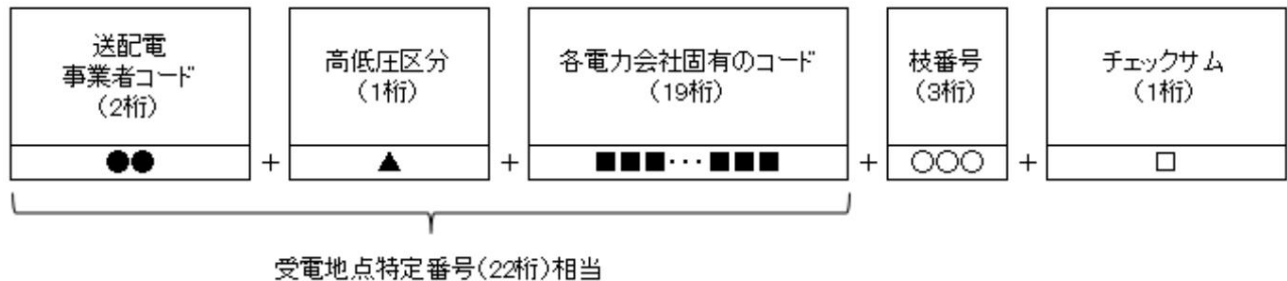 送配電
事業者コード
(2桁)
●●
+
高低圧区分
(1桁)
▲
+
各電力会社固有のコード
(19桁)
■■■···■■■
+
枝番号
(3桁)
○○○
+
チェックサム
(1桁)
□
受電地点特定番号(22桁)相当